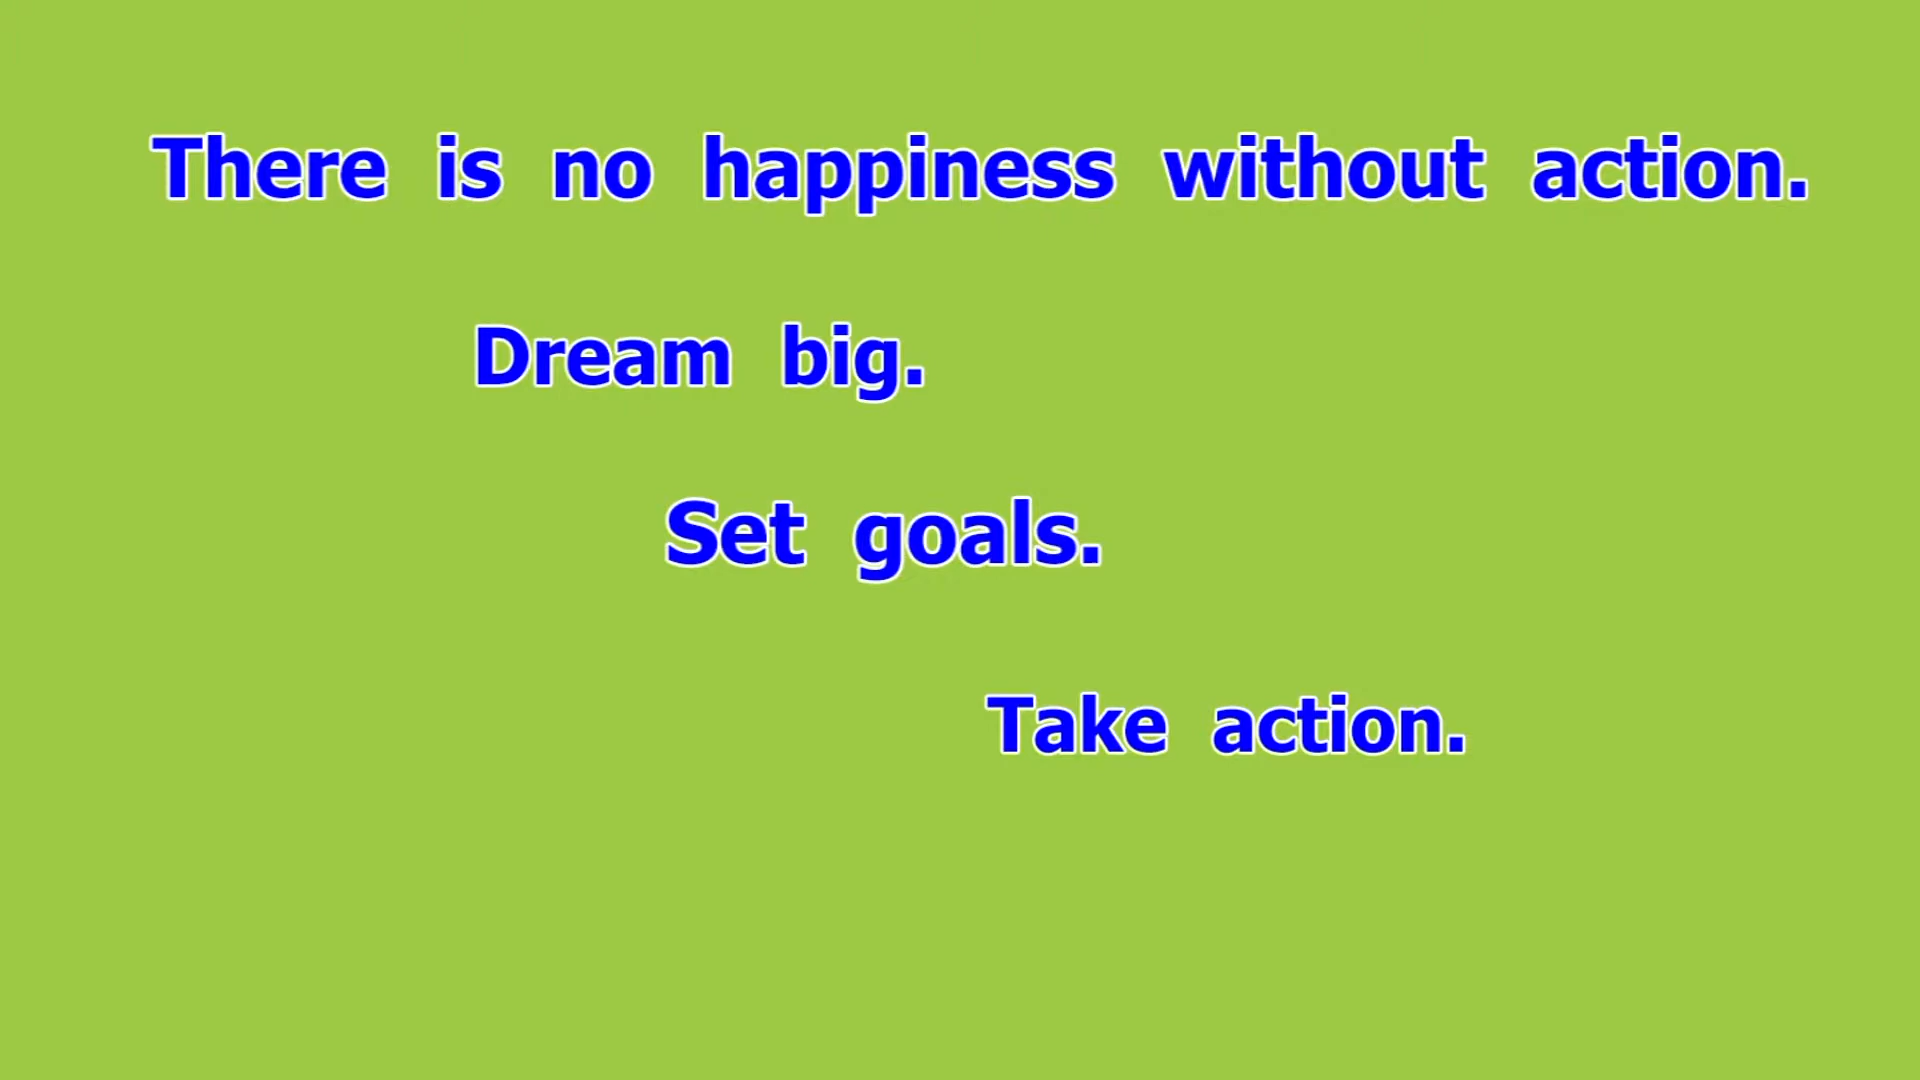 There is no happiness without action.
Dream big.
Set goals.
Take action.